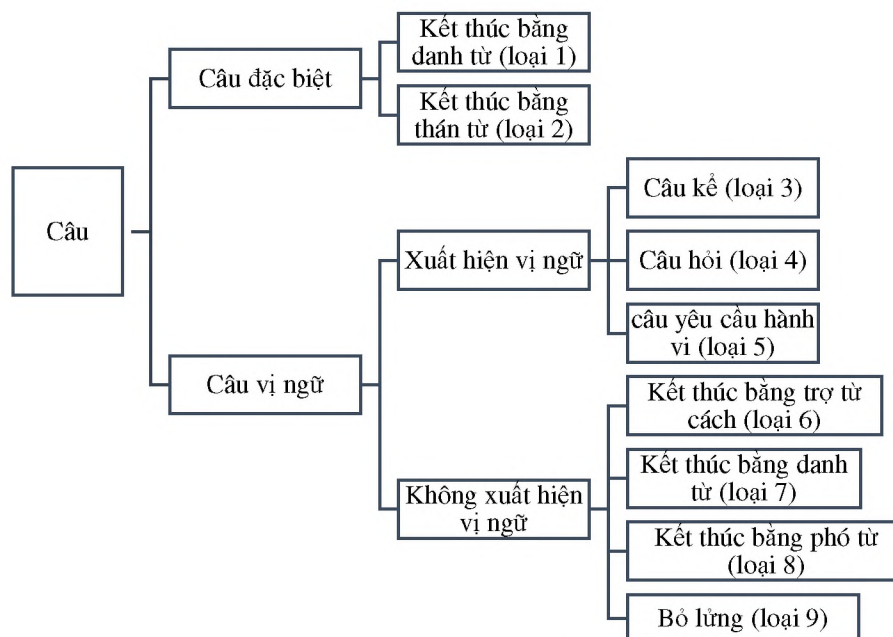 Câu
Câu đặc biệt
Kết thúc bằng
danh từ (loại 1)
Kết thúc bằng
thán từ (loại 2)
Câu vị ngữ
Xuất hiện vị ngữ
Câu kể (loại 3)
Câu hỏi (loại 4)
câu yêu cầu hành
vi (loại 5)
Không xuất hiện
vị ngữ
Kết thúc bằng trợ từ
cách (loại 6)
Kết thúc bằng danh
từ (loại 7)
Kết thúc bằng phó từ
(loại 8)
Bỏ lửng (loại 9)